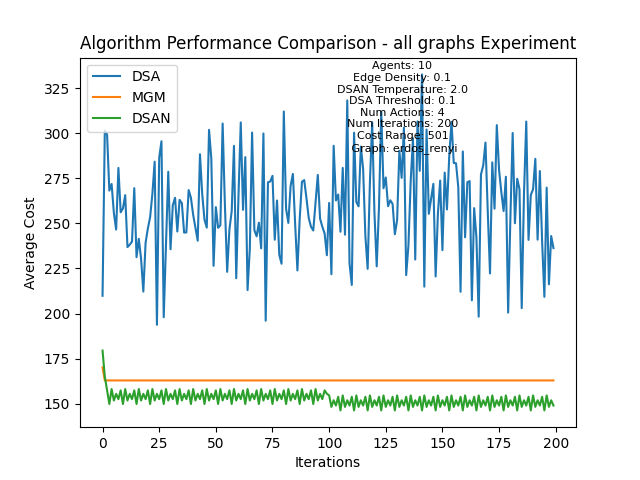 Algorithm Performance Comparison - all graphs Experiment
DSA
MGM
DSAN
Agents: 10
Edge Density: 0.1
DSAN Temperature: 2.0
DSA Threshold: 0.1
Num Actions: 4
Num Iterations: 200
Cost Range: 501
Graph: erdos_renyi
Average Cost
325
300
275
250
225
200
175
150
0
25
50
75
100
125
150
175
200
Iterations